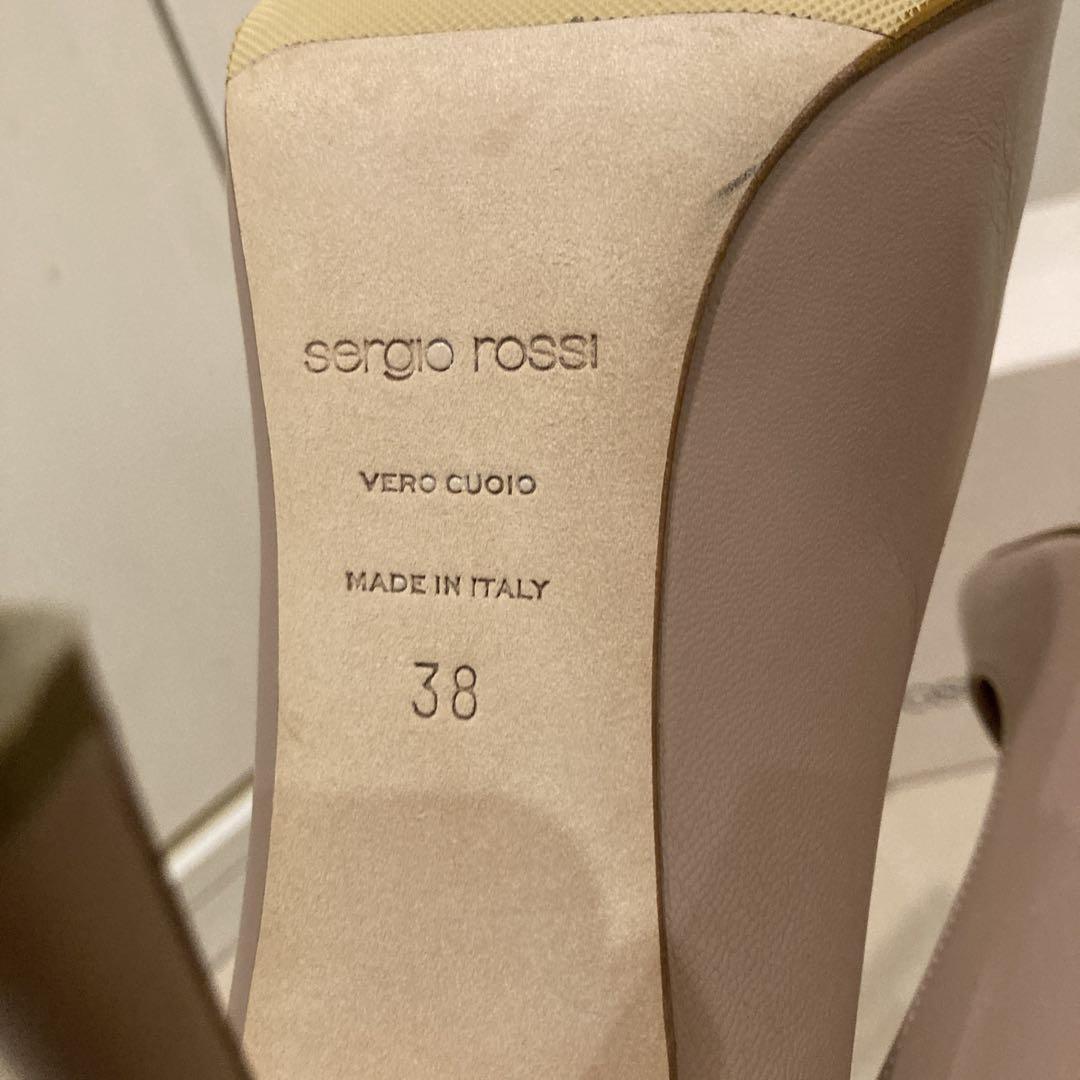 sergio rossi
VERO CUOIO
MADE IN ITALY
38